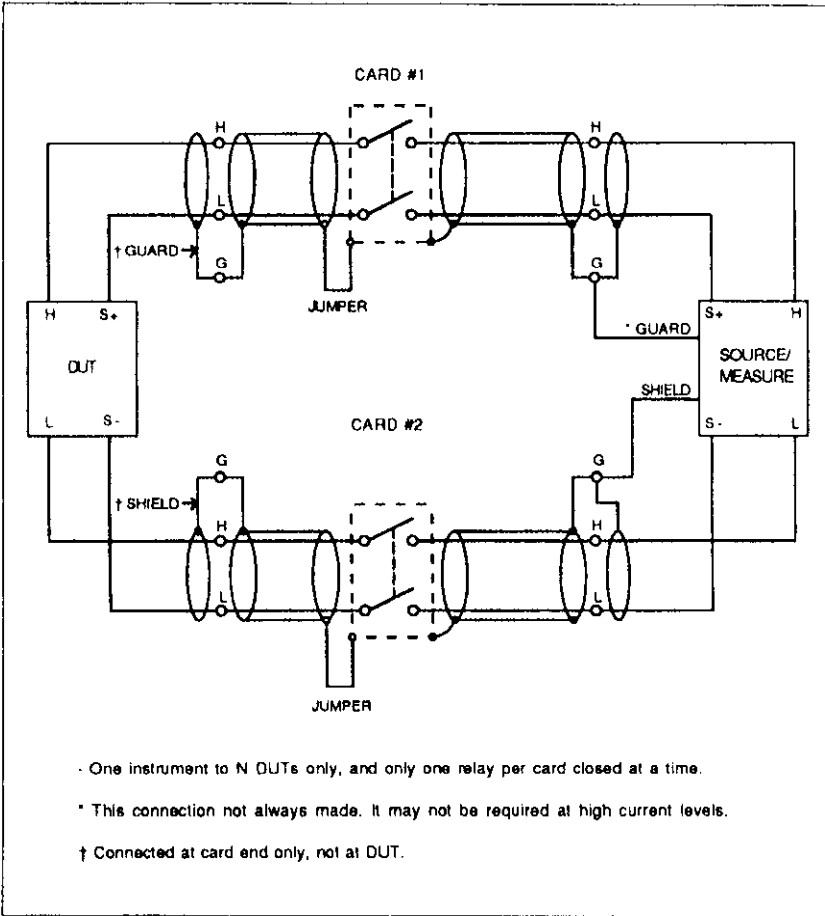 CARD #1
H
H
L
L
† GUARD
G
G
JUMPER
* GUARD
H S+
DUT
L S-
S+ H
SOURCE/
MEASURE
S- L
SHIELD
CARD #2
G
G
† SHIELD
H
H
L
L
JUMPER
- One instrument to N DUTs only, and only one relay per card closed at a time.
* This connection not always made. It may not be required at high current levels.
† Connected at card end only, not at DUT.